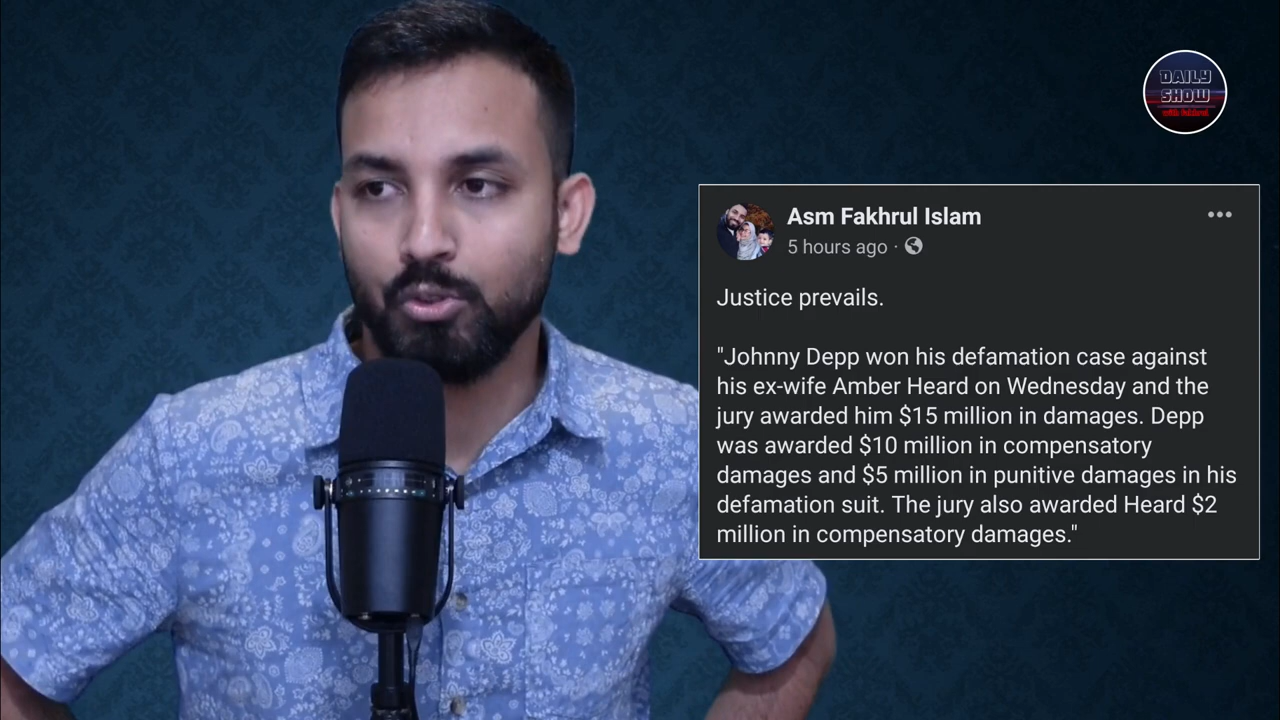 DAILY
SHOW
with fakhrul
Asm Fakhrul Islam
5 hours ago ·
Justice prevails.
"Johnny Depp won his defamation case against
his ex-wife Amber Heard on Wednesday and the
jury awarded him $15 million in damages. Depp
was awarded $10 million in compensatory
damages and $5 million in punitive damages in his
defamation suit. The jury also awarded Heard $2
million in compensatory damages."